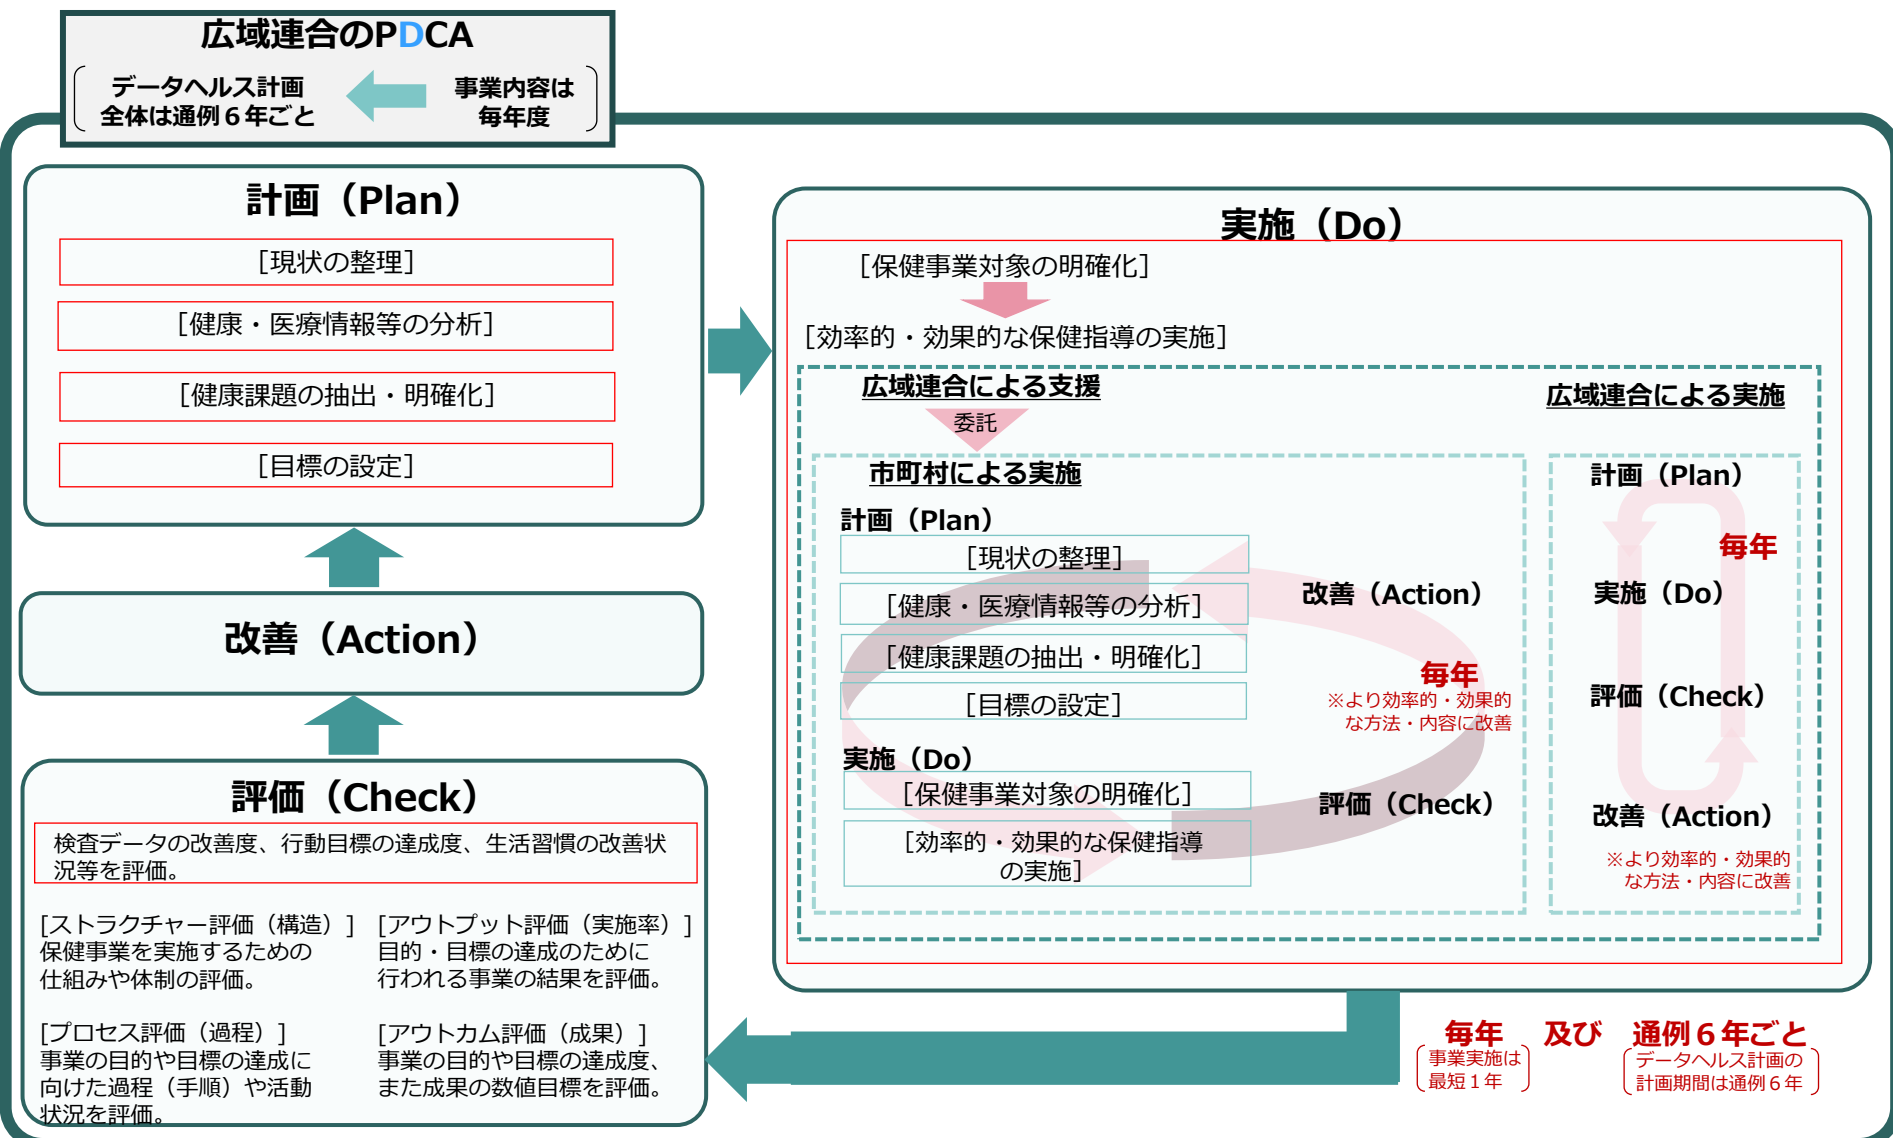 広域連合のPDCA
データヘルス計画
全体は通例６年ごと
事業内容は
毎年度
計画（Plan）
［現状の整理］
［健康・医療情報等の分析］
［健康課題の抽出・明確化］
［目標の設定］
改善（Action）
評価（Check）
検査データの改善度、行動目標の達成度、生活習慣の改善状
況等を評価。
[ストラクチャー評価（構造）]
保健事業を実施するための
仕組みや体制の評価。
[アウトプット評価（実施率）]
目的・目標の達成のために
行われる事業の結果を評価。
[プロセス評価（過程）]
事業の目的や目標の達成に
向けた過程（手順）や活動
状況を評価。
[アウトカム評価（成果）]
事業の目的や目標の達成度、
また成果の数値目標を評価。
実施（Do）
［保健事業対象の明確化］
［効率的・効果的な保健指導の実施］
広域連合による支援
委託
市町村による実施
計画（Plan）
［現状の整理］
［健康・医療情報等の分析］
［健康課題の抽出・明確化］
［目標の設定］
実施（Do）
［保健事業対象の明確化］
［効率的・効果的な保健指導
の実施］
改善（Action）
毎年
※より効率的・効果的
な方法・内容に改善
評価（Check）
広域連合による実施
計画（Plan）
毎年
実施（Do）
評価（Check）
改善（Action）
※より効率的・効果的
な方法・内容に改善
毎年 及び 通例６年ごと
事業実施は
最短１年
データヘルス計画の
計画期間は通例６年